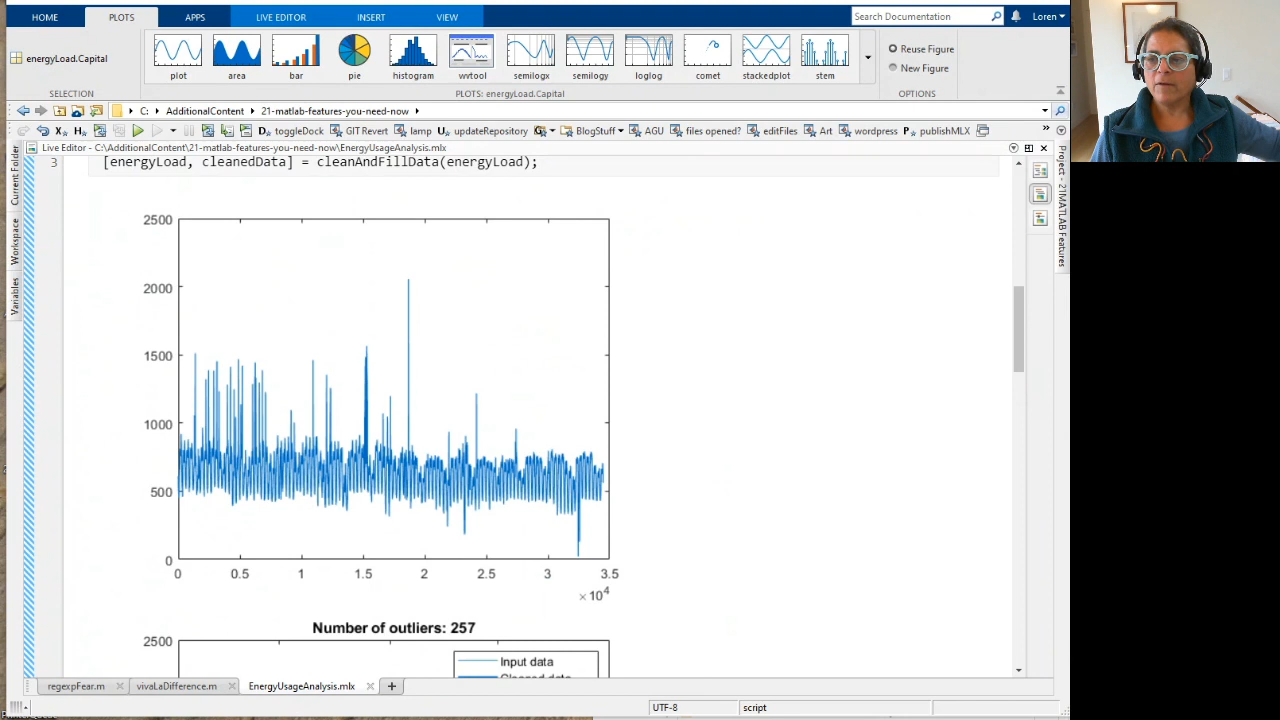 HOME PLOTS APPS LIVE EDITOR INSERT VIEW Search Documentation Loren
energyLoad.Capital
plot area bar pie histogram wvtool semilogx semilogy loglog comet stackedplot stem
Reuse Figure
New Figure
SELECTION PLOTS: energyLoad.Capital OPTIONS
C: AdditionalContent 21-matlab-features-you-need-now
toggleDock GIT Revert lamp updateRepository BlogStuff AGU files opened? editFiles Art wordpress publishMLX
Live Editor - C:\AdditionalContent\21-matlab-features-you-need-now\EnergyUsageAnalysis.mlx
Current Folder
Workspace
Variables
Project - 21MATLAB Features
3 [energyLoad, cleanedData] = cleanAndFillData(energyLoad);
2500
2000
1500
1000
500
0
0 0.5 1 1.5 2 2.5 3 3.5
×10⁴
Number of outliers: 257
2500
Input data
Cleaned data
regexpFear.m vivaLaDifference.m EnergyUsageAnalysis.mlx
UTF-8 script